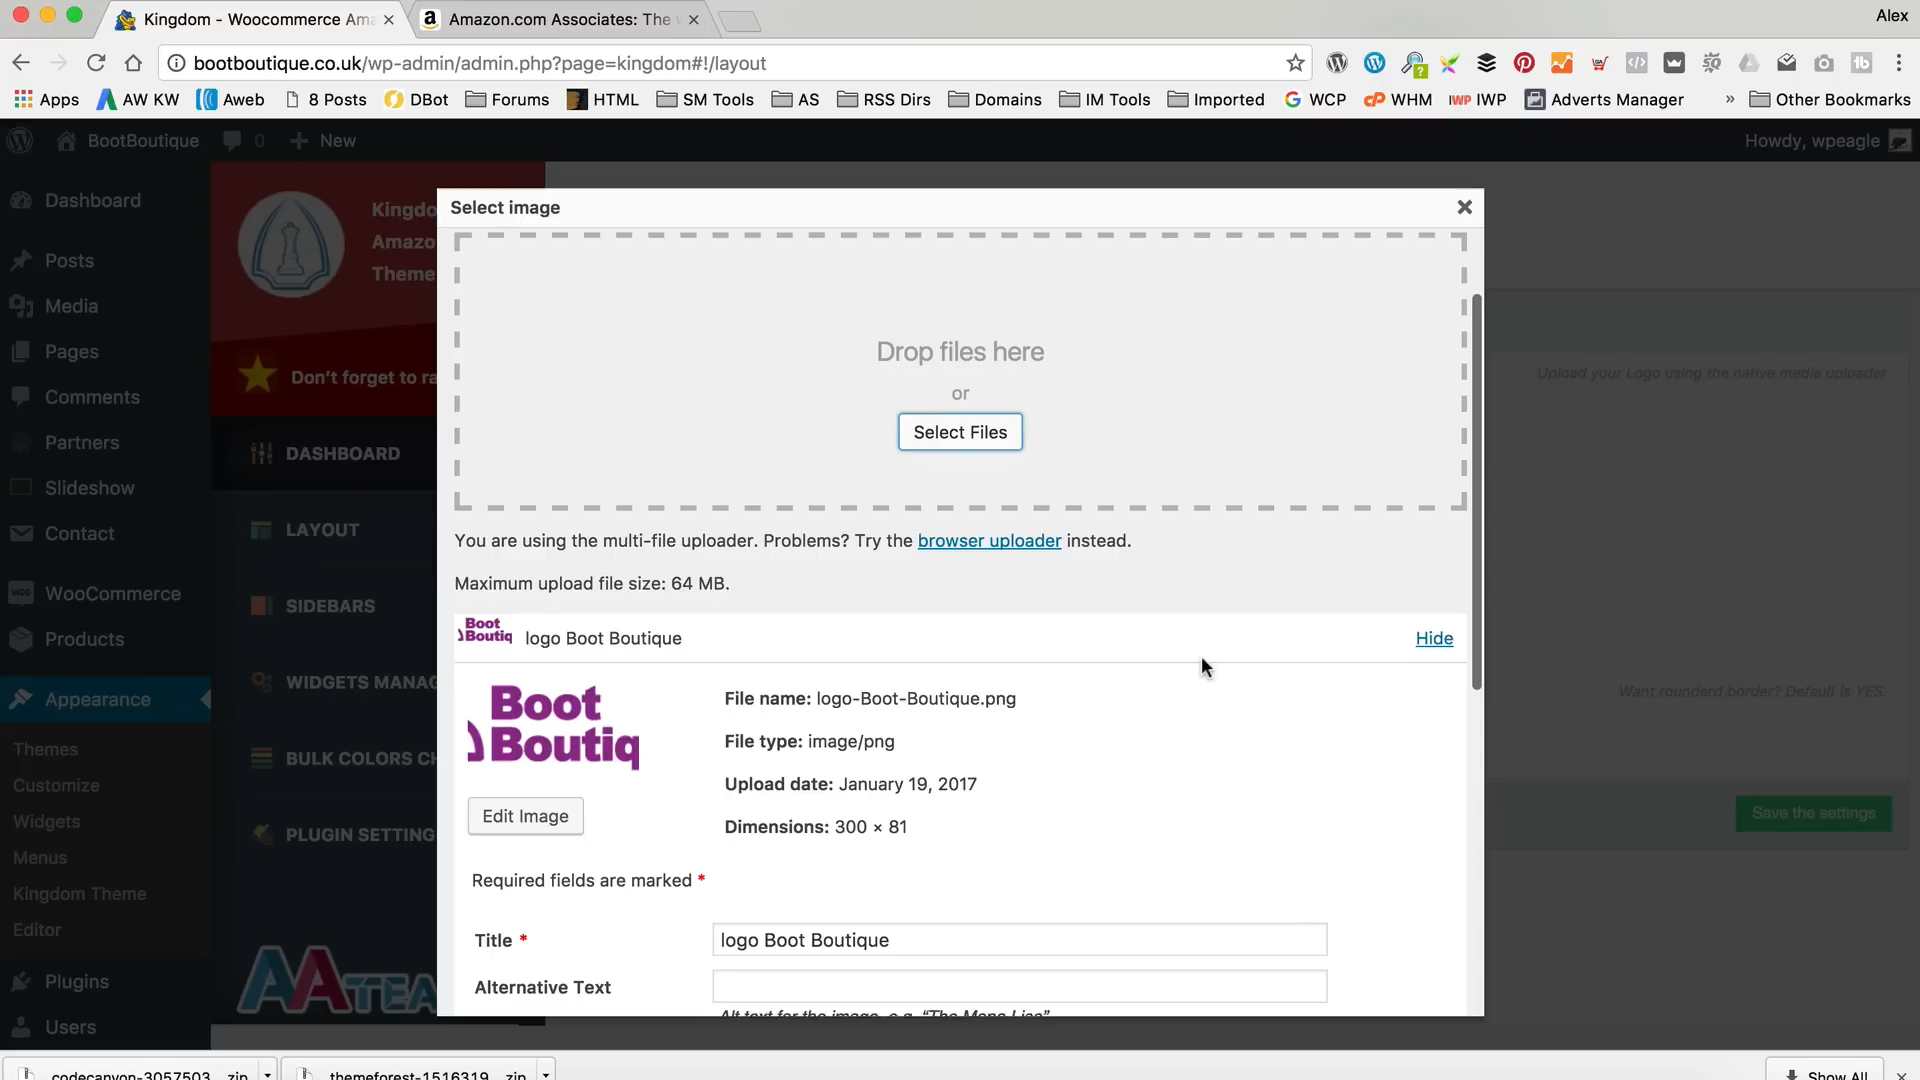 Kingdom - Woocommerce Ama
Amazon.com Associates: The
Alex
bootboutique.co.uk/wp-admin/admin.php?page=kingdom#!/layout
Apps
AW KW
Aweb
8 Posts
DBot
Forums
HTML
SM Tools
AS
RSS Dirs
Domains
IM Tools
Imported
WCP
WHM
IWP IWP
Adverts Manager
»
Other Bookmarks
BootBoutique
0
New
Howdy, wpeagle
Dashboard
Posts
Media
Pages
Comments
Partners
Slideshow
Contact
WooCommerce
Products
Appearance
Themes
Customize
Widgets
Menus
Kingdom Theme
Editor
Plugins
Users
Kingdo
Amazo
Theme
Don't forget to ra
DASHBOARD
LAYOUT
SIDEBARS
WIDGETS MANAG
BULK COLORS CH
PLUGIN SETTING
AATEA
Select image
Drop files here
or
Select Files
You are using the multi-file uploader. Problems? Try the browser uploader instead.
Maximum upload file size: 64 MB.
Boot
Boutiq
logo Boot Boutique
Hide
Boot
Boutiq
File name: logo-Boot-Boutique.png
File type: image/png
Upload date: January 19, 2017
Dimensions: 300 × 81
Edit Image
Required fields are marked *
Title *
logo Boot Boutique
Alternative Text
Alt text for the image, e.g. "The Mona Lisa"
Upload your Logo using the native media uploader
Want rounderd border? Default is YES.
Save the settings
codecanyon-3057503....zip
themeforest-1516319....zip
Show All